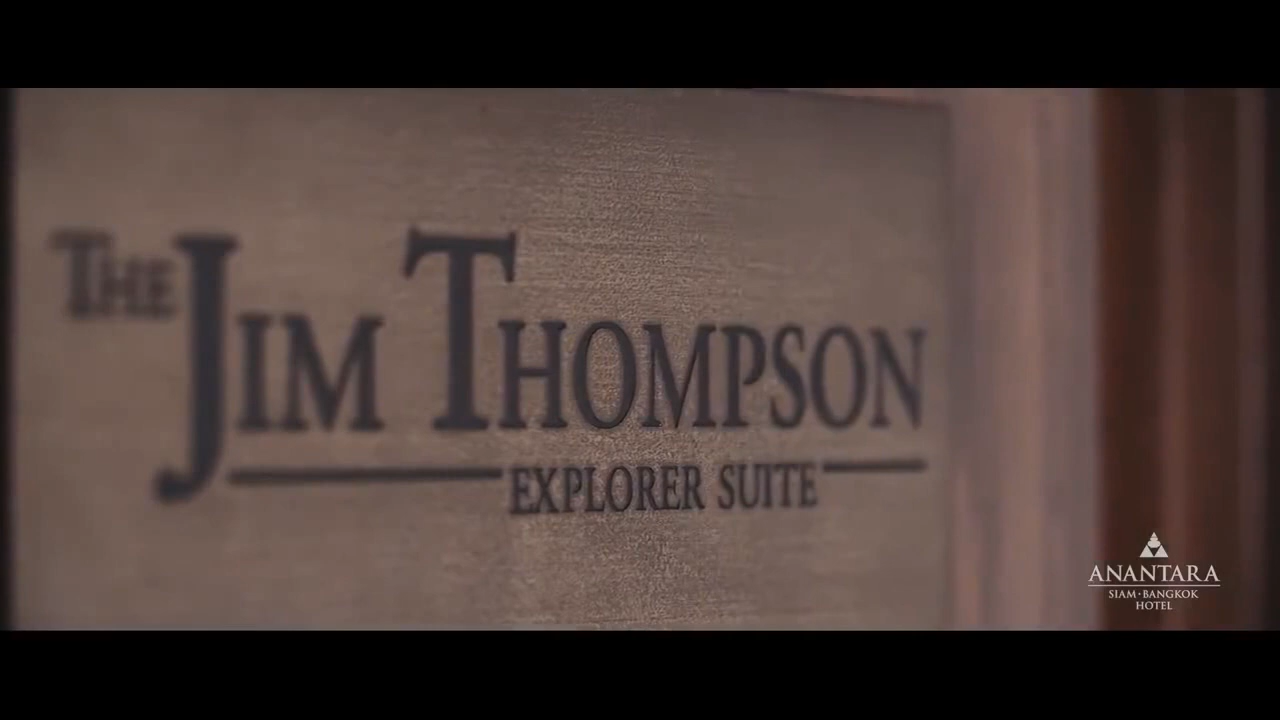 THE JIM THOMPSON
EXPLORER SUITE
ANANTARA
SIAM · BANGKOK
HOTEL